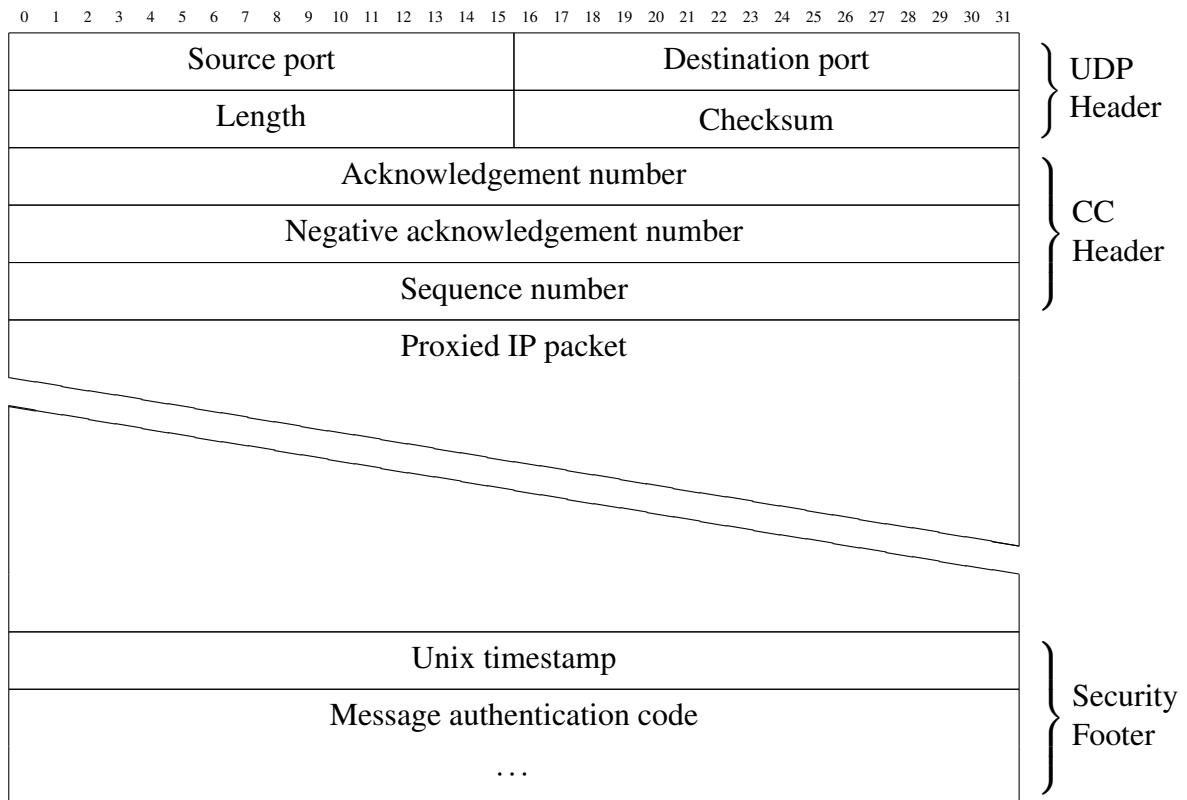 0 1 2 3 4 5 6 7 8 9 10 11 12 13 14 15 16 17 18 19 20 21 22 23 24 25 26 27 28 29 30 31
Source port Destination port
Length Checksum
UDP
Header
Acknowledgement number
Negative acknowledgement number
Sequence number
CC
Header
Proxied IP packet
Unix timestamp
Message authentication code
...
Security
Footer